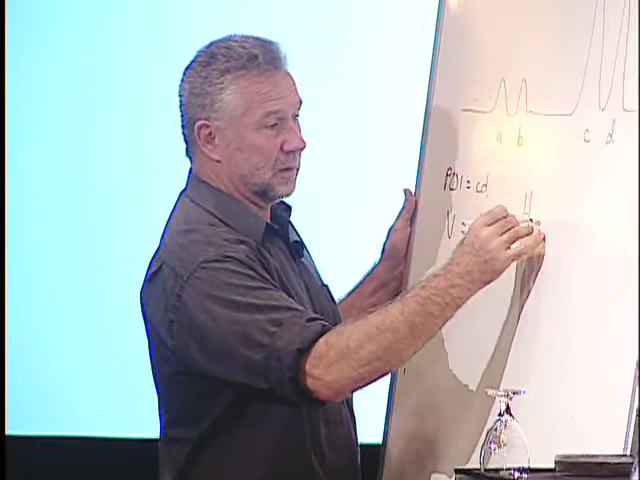 a b c d
PD1 = cd
V =